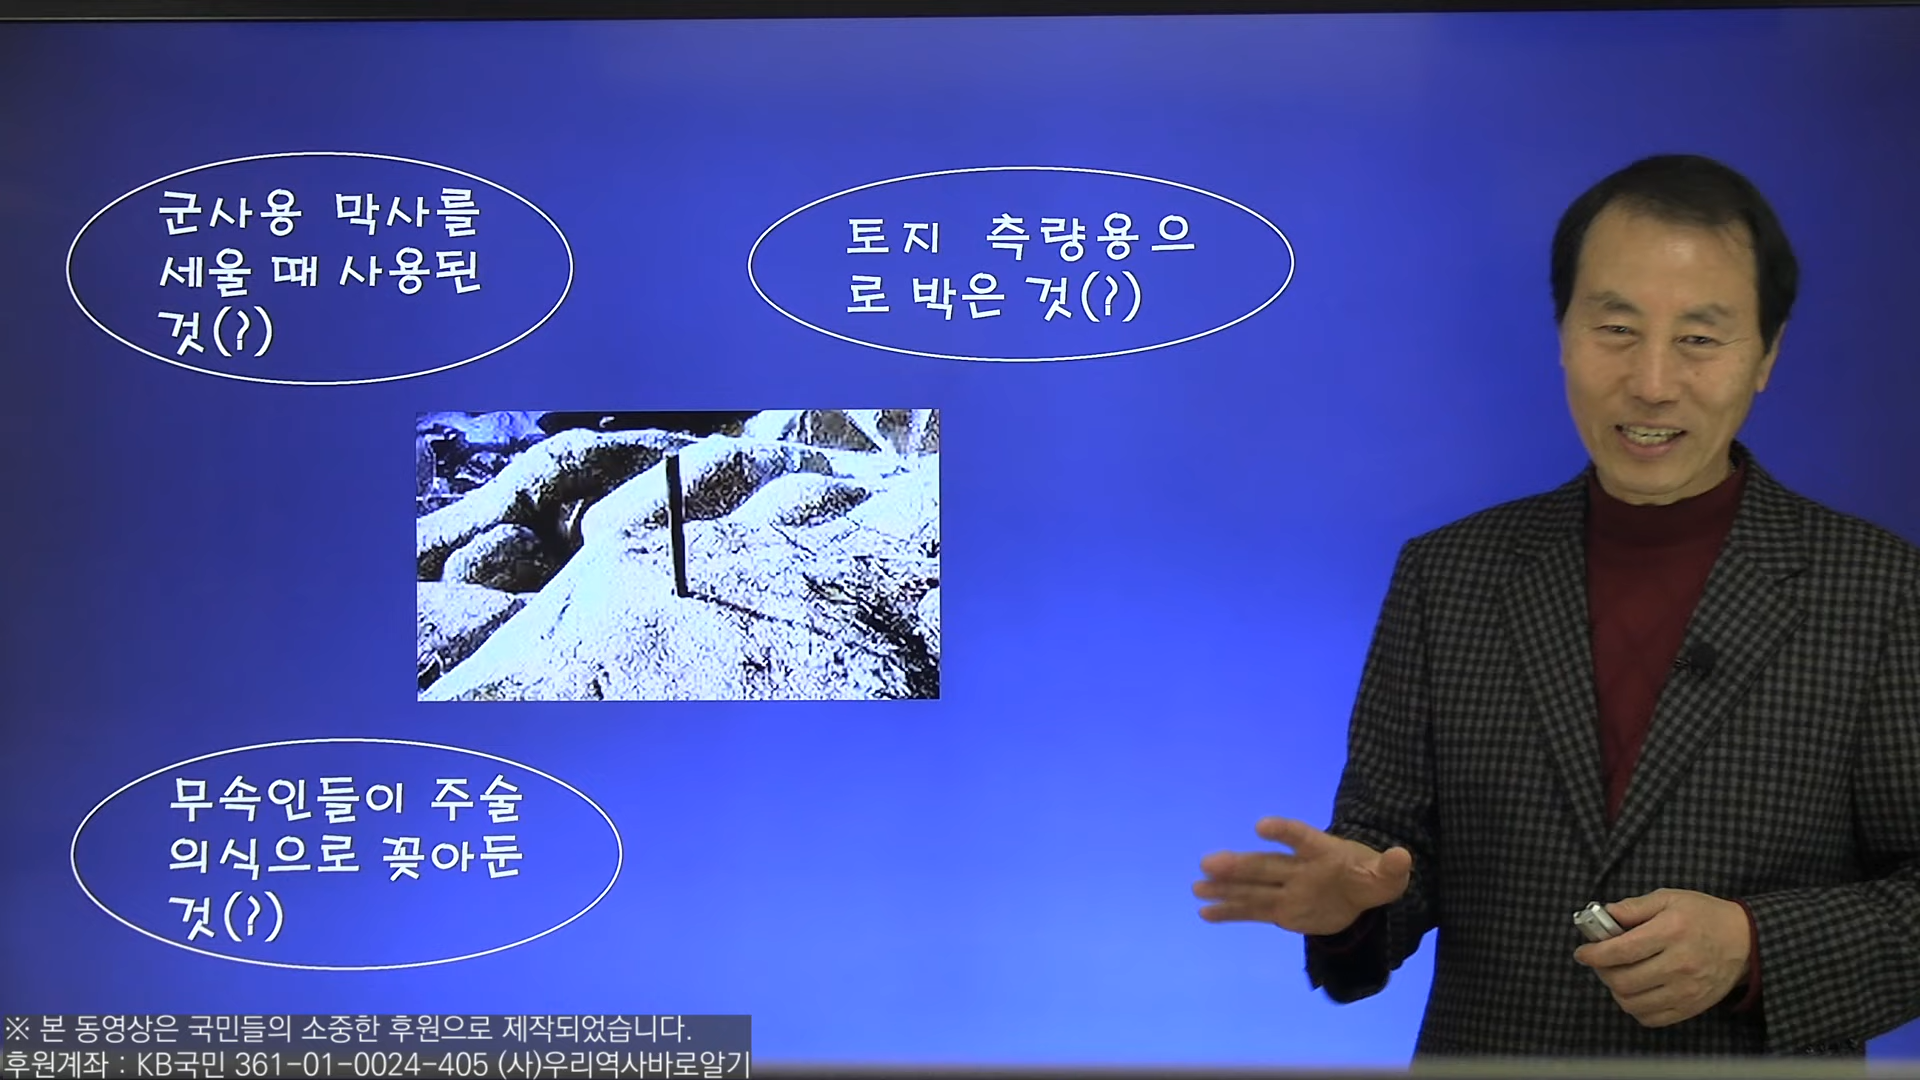 군사용 막사를
세울 때 사용된
것(?)
토지 측량용으
로 박은 것(?)
무속인들이 주술
의식으로 꽂아둔
것(?)
※ 본 동영상은 국민들의 소중한 후원으로 제작되었습니다.
후원계좌 : KB국민 361-01-0024-405 (사)우리역사바로알기